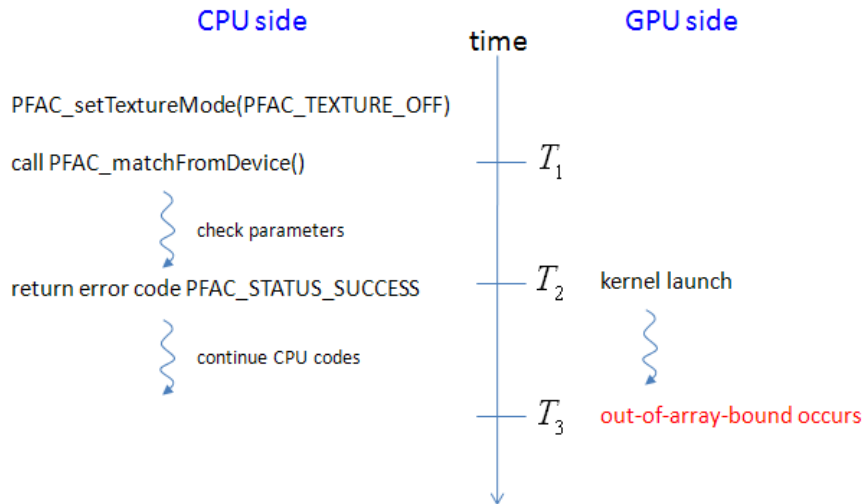 CPU side
time
GPU side
PFAC_setTextureMode(PFAC_TEXTURE_OFF)
call PFAC_matchFromDevice()
T1
check parameters
return error code PFAC_STATUS_SUCCESS
T2
kernel launch
continue CPU codes
T3
out-of-array-bound occurs